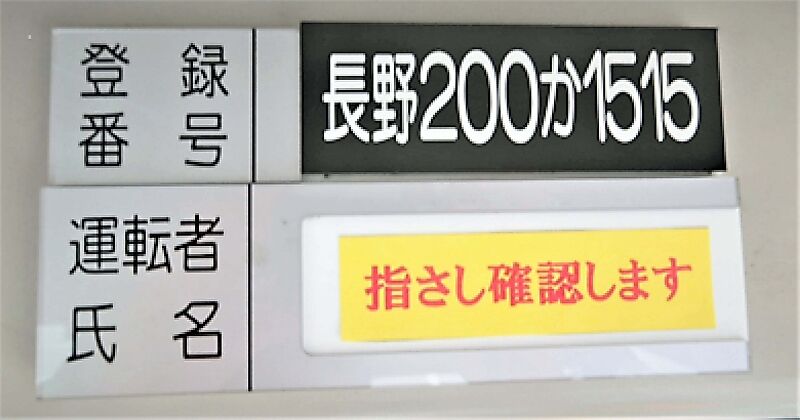 登録
番号
長野200か1515
運転者
氏名
指さし確認します